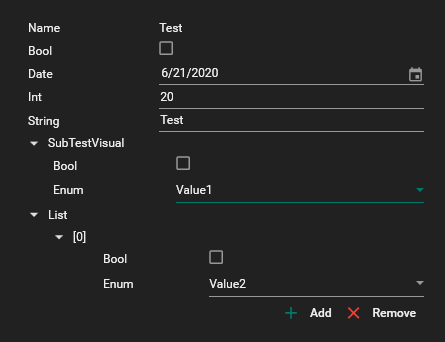 Name Test
Bool
Date 6/21/2020
Int 20
String Test
SubTestVisual
Bool
Enum Value1
List
[0]
Bool
Enum Value2
Add Remove